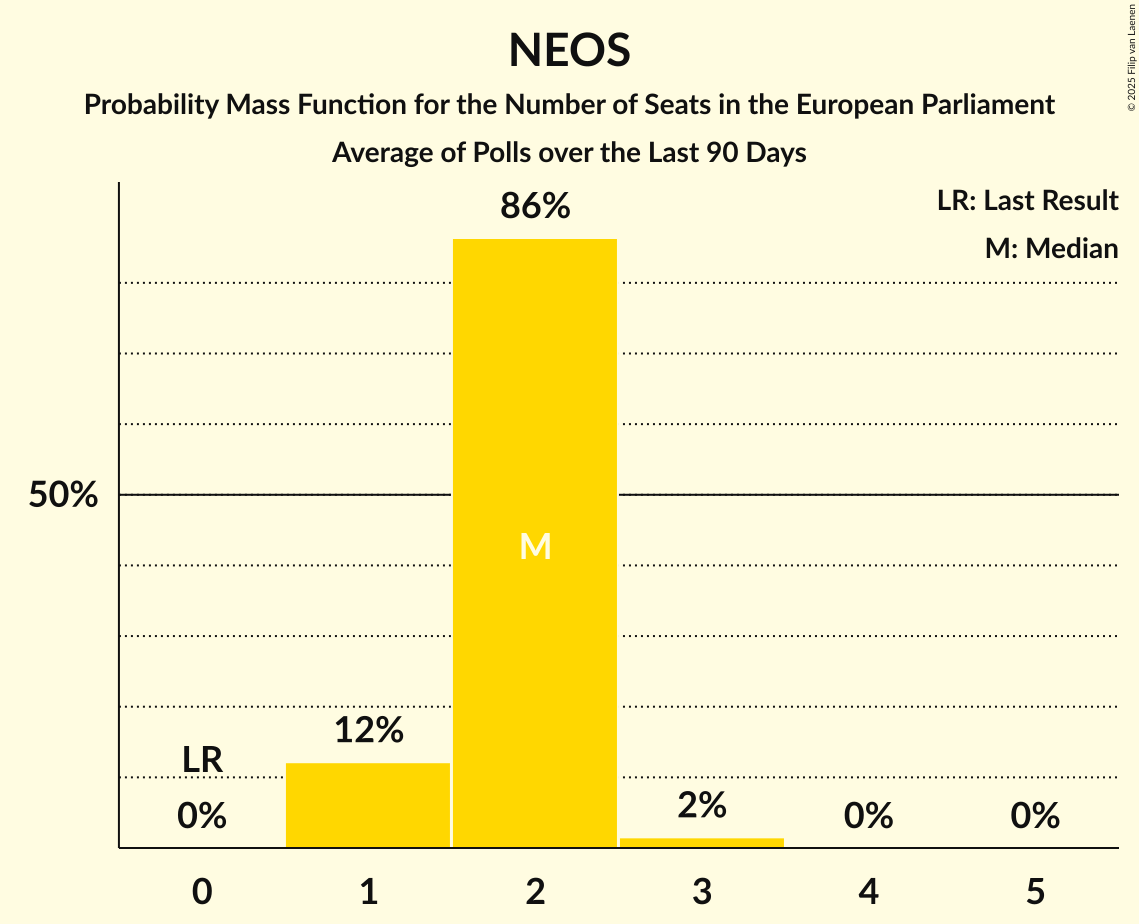 NEOS
Probability Mass Function for the Number of Seats in the European Parliament
Average of Polls over the Last 90 Days
© 2025 Filip van Laenen
LR: Last Result
M: Median
86%
50%
M
12%
LR
2%
0%
0%
0%
0 1 2 3 4 5